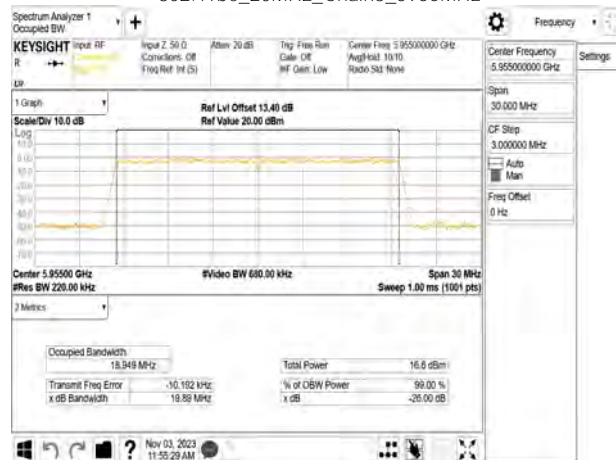 Spectrum Analyzer 1
Occupied BW
Frequency
KEYSIGHT
Input: RF
Input Z: 50 Ω
Atten: 20 dB
Trig: Free Run
Center Freq: 5.955000000 GHz
R
Corrections: Off
Gate: Off
Avg|Hold: 10/10
Freq Ref: Int (S)
#IF Gain: Low
Radio Std: None
Center Frequency
5.955000000 GHz
Settings
Span
30.000 MHz
CF Step
3.000000 MHz
Auto
Man
Freq Offset
0 Hz
1 Graph
Scale/Div 10.0 dB
Ref Lvl Offset 13.40 dB
Ref Value 20.00 dBm
Log
10.0
0.00
Center 5.95500 GHz
#Res BW 220.00 kHz
#Video BW 680.00 kHz
Span 30 MHz
Sweep 1.00 ms (1001 pts)
2 Metrics
Occupied Bandwidth
18.949 MHz
Total Power
16.6 dBm
Transmit Freq Error
-10.192 kHz
% of OBW Power
99.00 %
x dB Bandwidth
19.89 MHz
x dB
-26.00 dB
Nov 03, 2023
11:55:29 AM